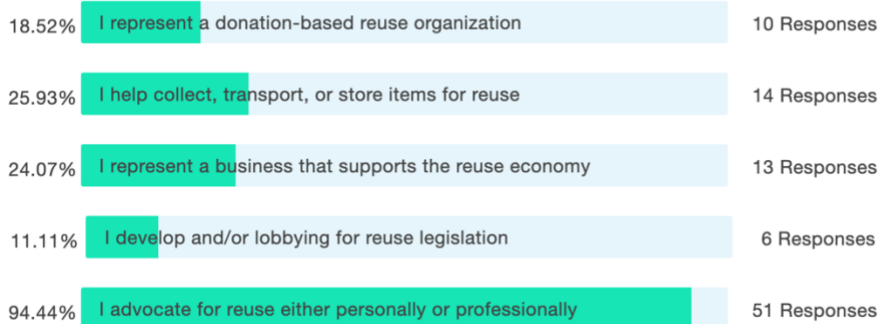 18.52% I represent a donation-based reuse organization 10 Responses
25.93% I help collect, transport, or store items for reuse 14 Responses
24.07% I represent a business that supports the reuse economy 13 Responses
11.11% I develop and/or lobbying for reuse legislation 6 Responses
94.44% I advocate for reuse either personally or professionally 51 Responses